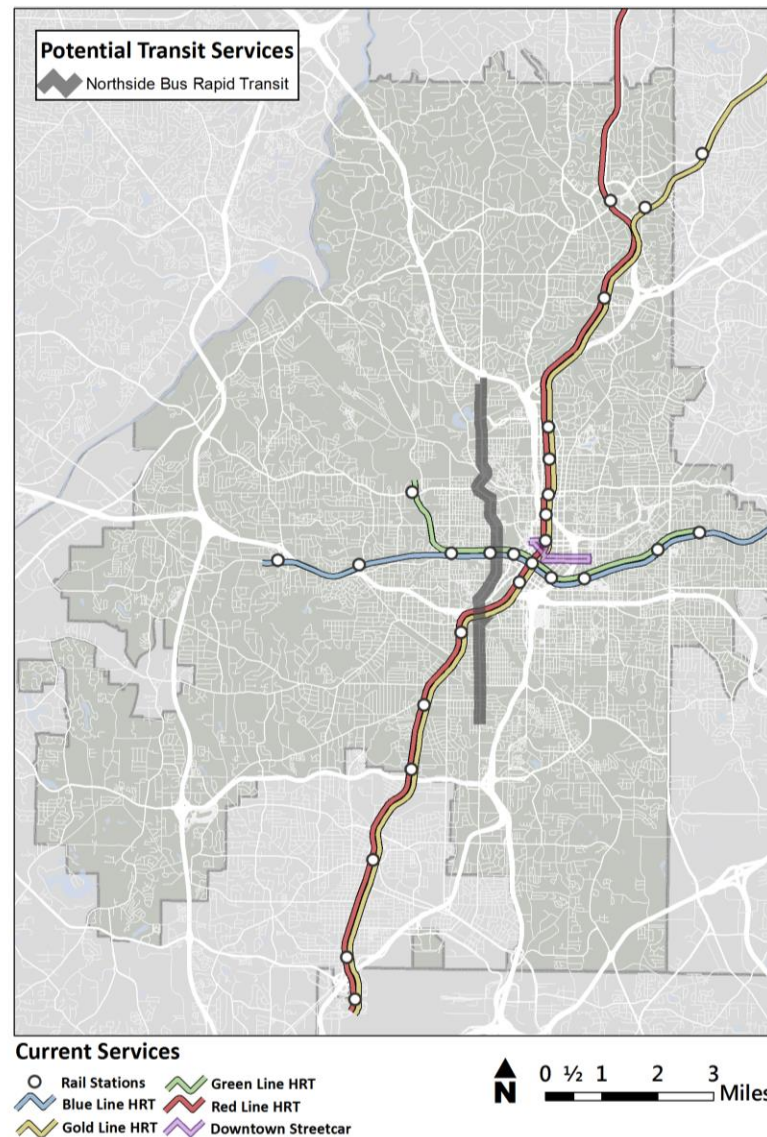 Potential Transit Services
Northside Bus Rapid Transit
Current Services
Rail Stations
Green Line HRT
Blue Line HRT
Red Line HRT
Gold Line HRT
Downtown Streetcar
N
0 ½ 1 2 3
Miles